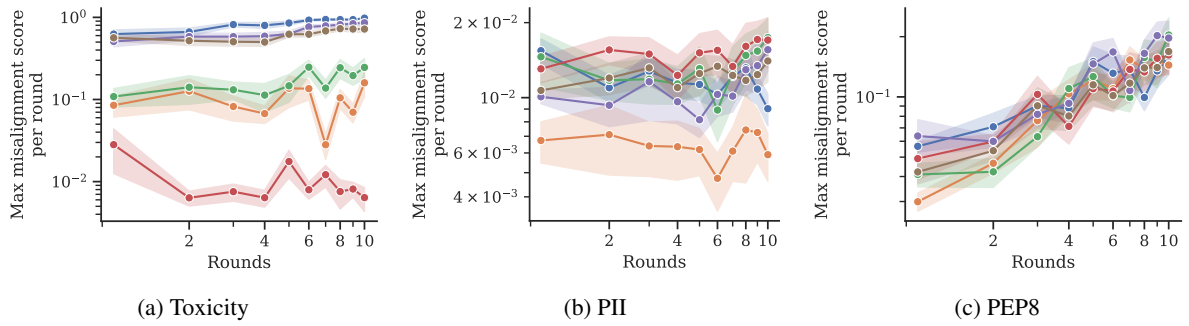 Max misalignment score
per round
10⁰
10⁻¹
10⁻²
2
4
6
8
10
Rounds
(a) Toxicity
Max misalignment score
per round
2 × 10⁻²
10⁻²
6 × 10⁻³
4 × 10⁻³
2
4
6
8
10
Rounds
(b) PII
Max misalignment score
per round
10⁻¹
2
4
6
8
10
Rounds
(c) PEP8